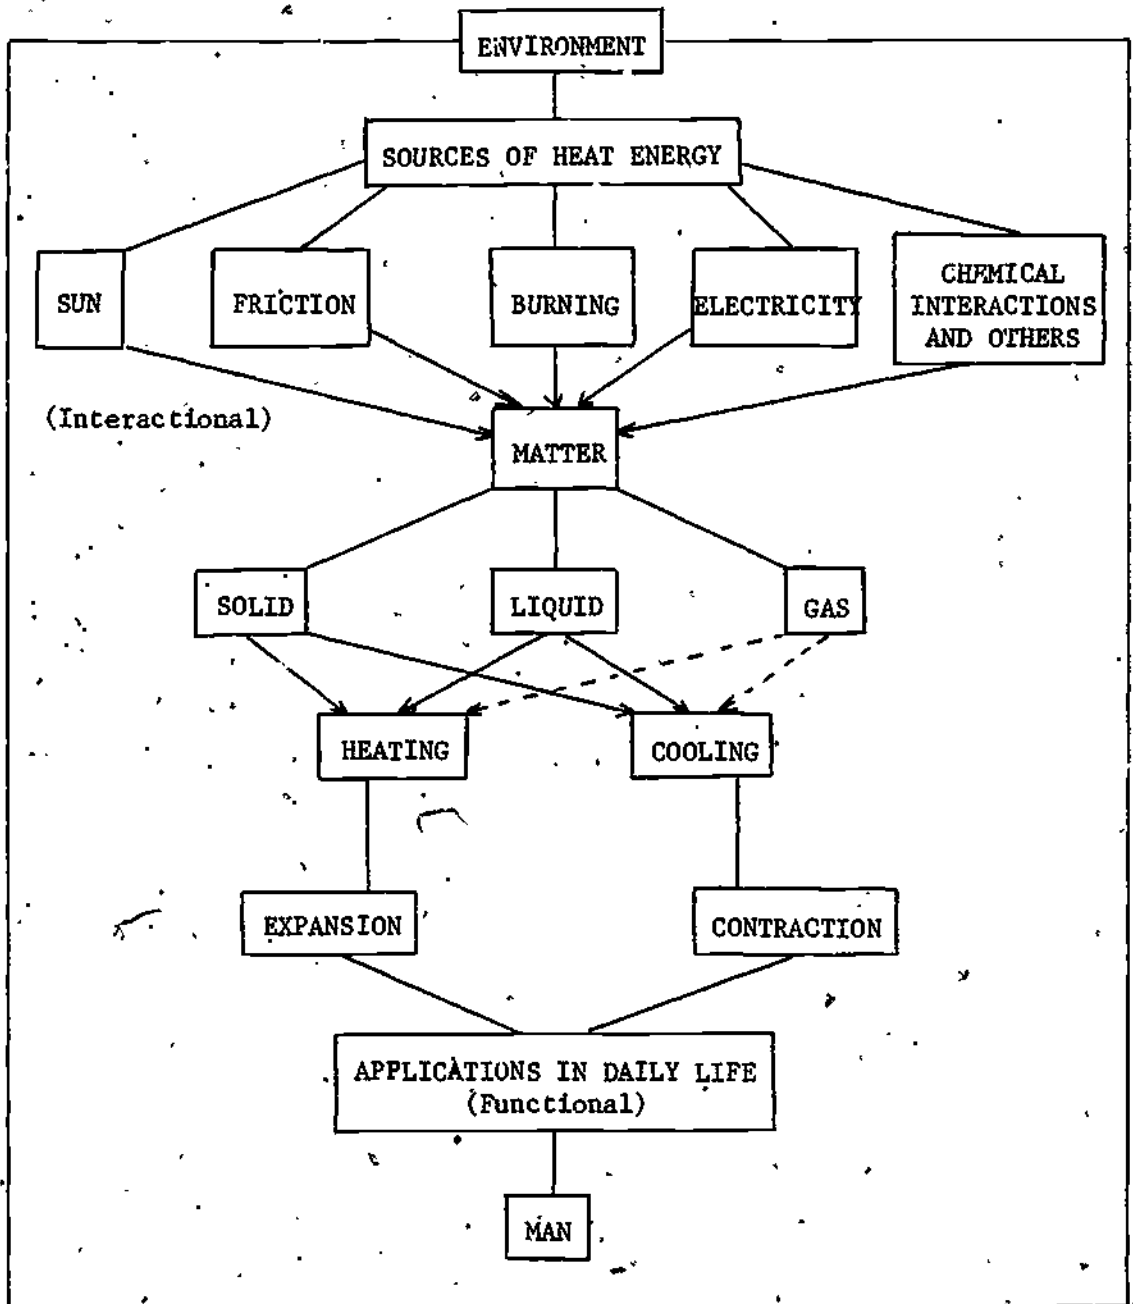 ENVIRONMENT
SOURCES OF HEAT ENERGY
SUN
FRICTION
BURNING
ELECTRICITY
CHEMICAL
INTERACTIONS
AND OTHERS
(Interactional)
MATTER
SOLID
LIQUID
GAS
HEATING
COOLING
EXPANSION
CONTRACTION
APPLICATIONS IN DAILY LIFE
(Functional)
MAN